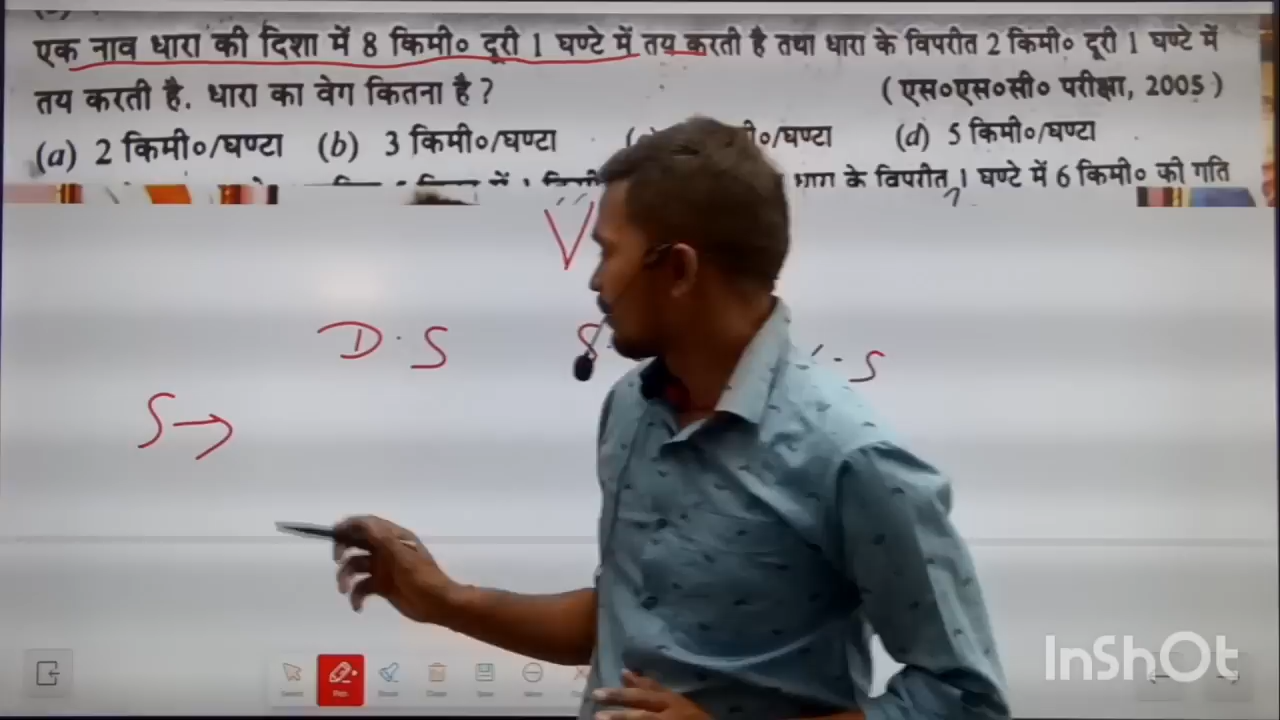 एक नाव धारा की दिशा में 8 किमी० दूरी 1 घण्टे में तय करती है तथा धारा के विपरीत 2 किमी० दूरी 1 घण्टे में
तय करती है. धारा का वेग कितना है ?
( एस०एस०सी० परीक्षा, 2005 )
(a) 2 किमी०/घण्टा (b) 3 किमी०/घण्टा /घण्टा (d) 5 किमी०/घण्टा
के विपरीत 1 घण्टे में 6 किमी० की गति
V
D.S S
S →
InShOt